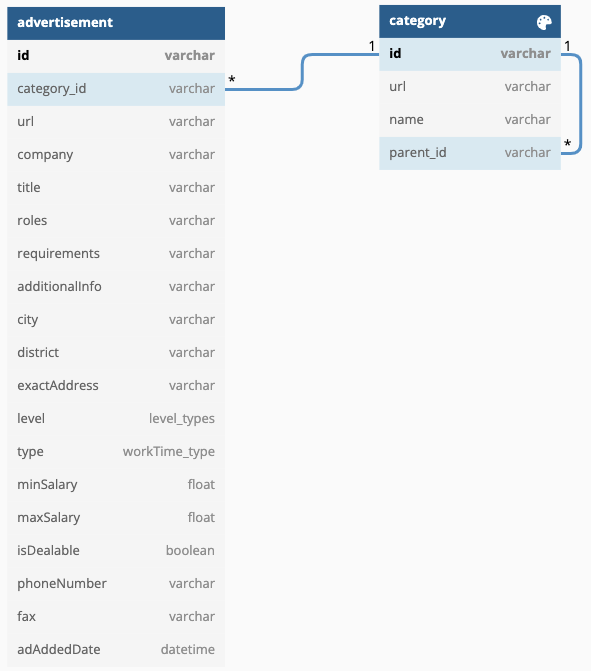 advertisement
id varchar
category_id varchar
url varchar
company varchar
title varchar
roles varchar
requirements varchar
additionalInfo varchar
city varchar
district varchar
exactAddress varchar
level level_types
type workTime_type
minSalary float
maxSalary float
isDealable boolean
phoneNumber varchar
fax varchar
adAddedDate datetime
*
1
category
id varchar
url varchar
name varchar
parent_id varchar
1
*